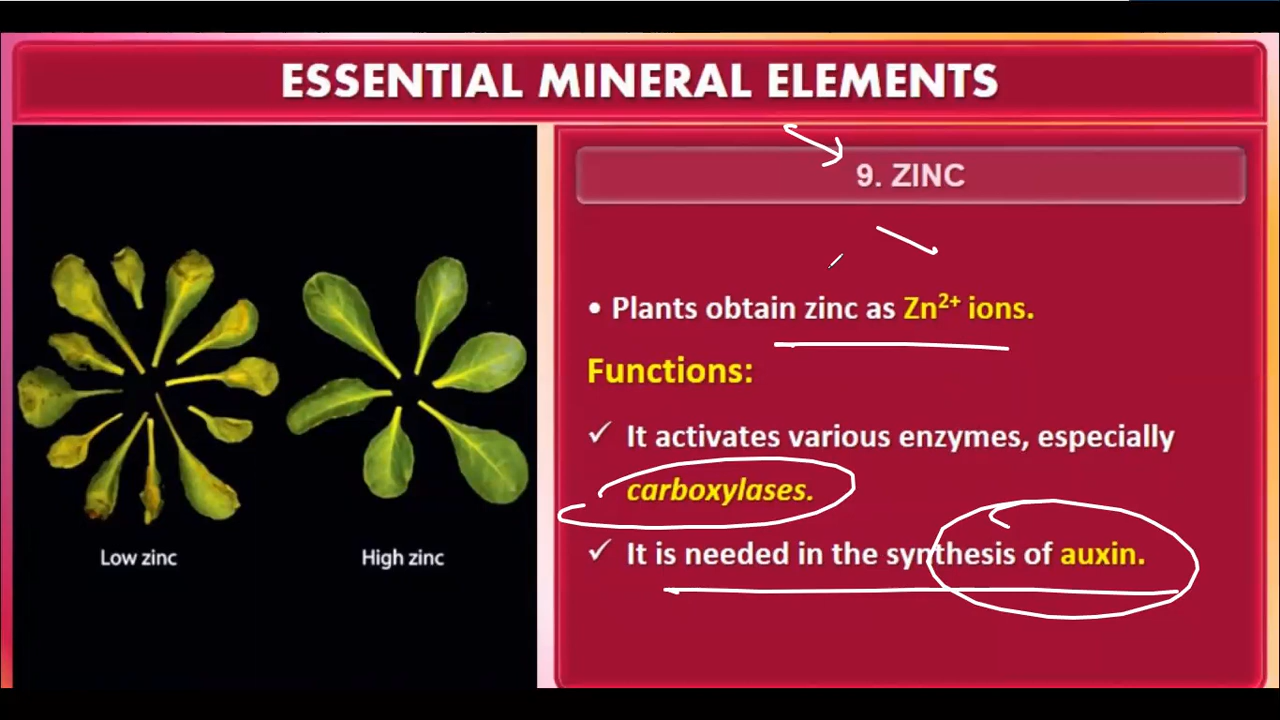 ESSENTIAL MINERAL ELEMENTS
9. ZINC
• Plants obtain zinc as Zn²⁺ ions.
Functions:
✓ It activates various enzymes, especially
carboxylases.
✓ It is needed in the synthesis of auxin.
Low zinc
High zinc